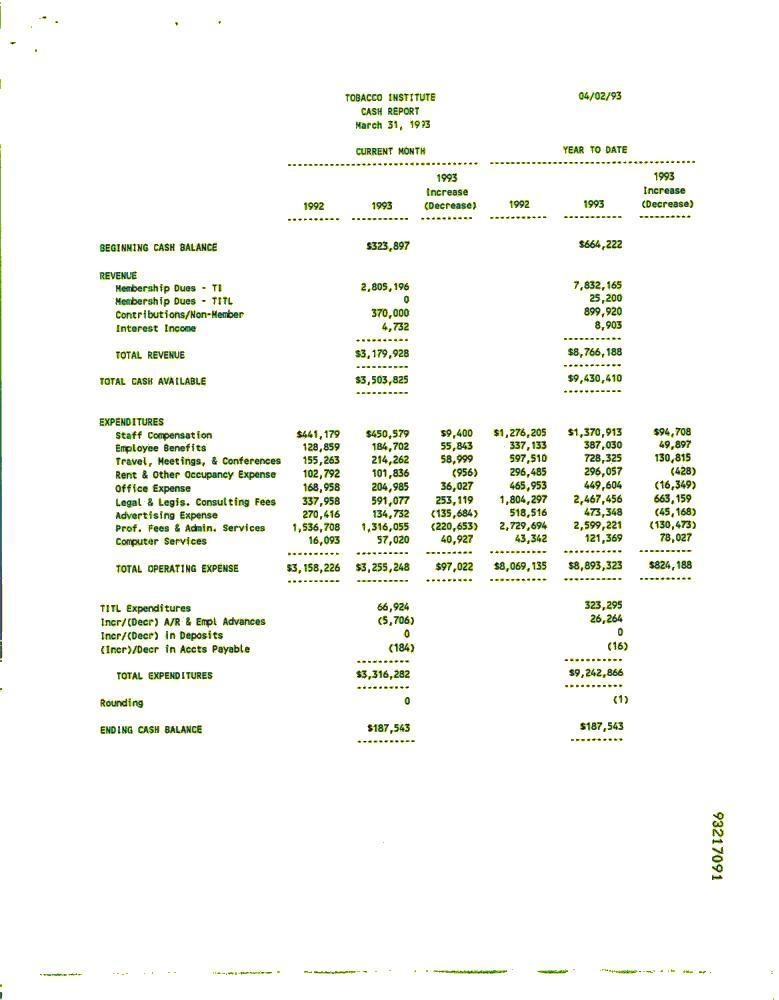 TOBACCO INSTITUTE 04/02/93
CASH REPORT
March 31, 1993
CURRENT MONTH YEAR TO DATE
1993 1993
Increase Increase
1992 1993 (Decrease) 1992 1993 (Decrease)
BEGINNING CASH BALANCE $323,897 $664,222
REVENUE
Membership Dues - TI 2,805,196 7,832,165
Membership Dues - TITL 0 25,200
Contributions/Non-Member 370,000 899,920
Interest Income 4,732 8,903
TOTAL REVENUE $3,179,928 $8,766,188
TOTAL CASH AVAILABLE $3,503,825 $9,430,410
EXPENDITURES
Staff Compensation $441,179 $450,579 $9,400 $1,276,205 $1,370,913 $94,708
Employee Benefits 128,859 184,702 55,843 337,133 387,030 49,897
Travel, Meetings, & Conferences 155,263 214,262 58,999 597,510 728,325 130,815
Rent & Other Occupancy Expense 102,792 101,836 (956) 296,485 296,057 (428)
Office Expense 168,958 204,985 36,027 465,953 449,604 (16,349)
Legal & Legis. Consulting Fees 337,958 591,077 253,119 1,804,297 2,467,456 663,159
Advertising Expense 270,416 134,732 (135,684) 518,516 473,348 (45,168)
Prof. Fees & Admin. Services 1,536,708 1,316,055 (220,653) 2,729,694 2,599,221 (130,473)
Computer Services 16,093 57,020 40,927 43,342 121,369 78,027
TOTAL OPERATING EXPENSE $3,158,226 $3,255,248 $97,022 $8,069,135 $8,893,323 $824,188
TITL Expenditures 66,924 323,295
Incr/(Decr) A/R & Empl Advances (5,706) 26,264
Incr/(Decr) in Deposits 0 0
(Incr)/Decr in Accts Payable (184) (16)
TOTAL EXPENDITURES $3,316,282 $9,242,866
Rounding 0 (1)
ENDING CASH BALANCE $187,543 $187,543
93217091